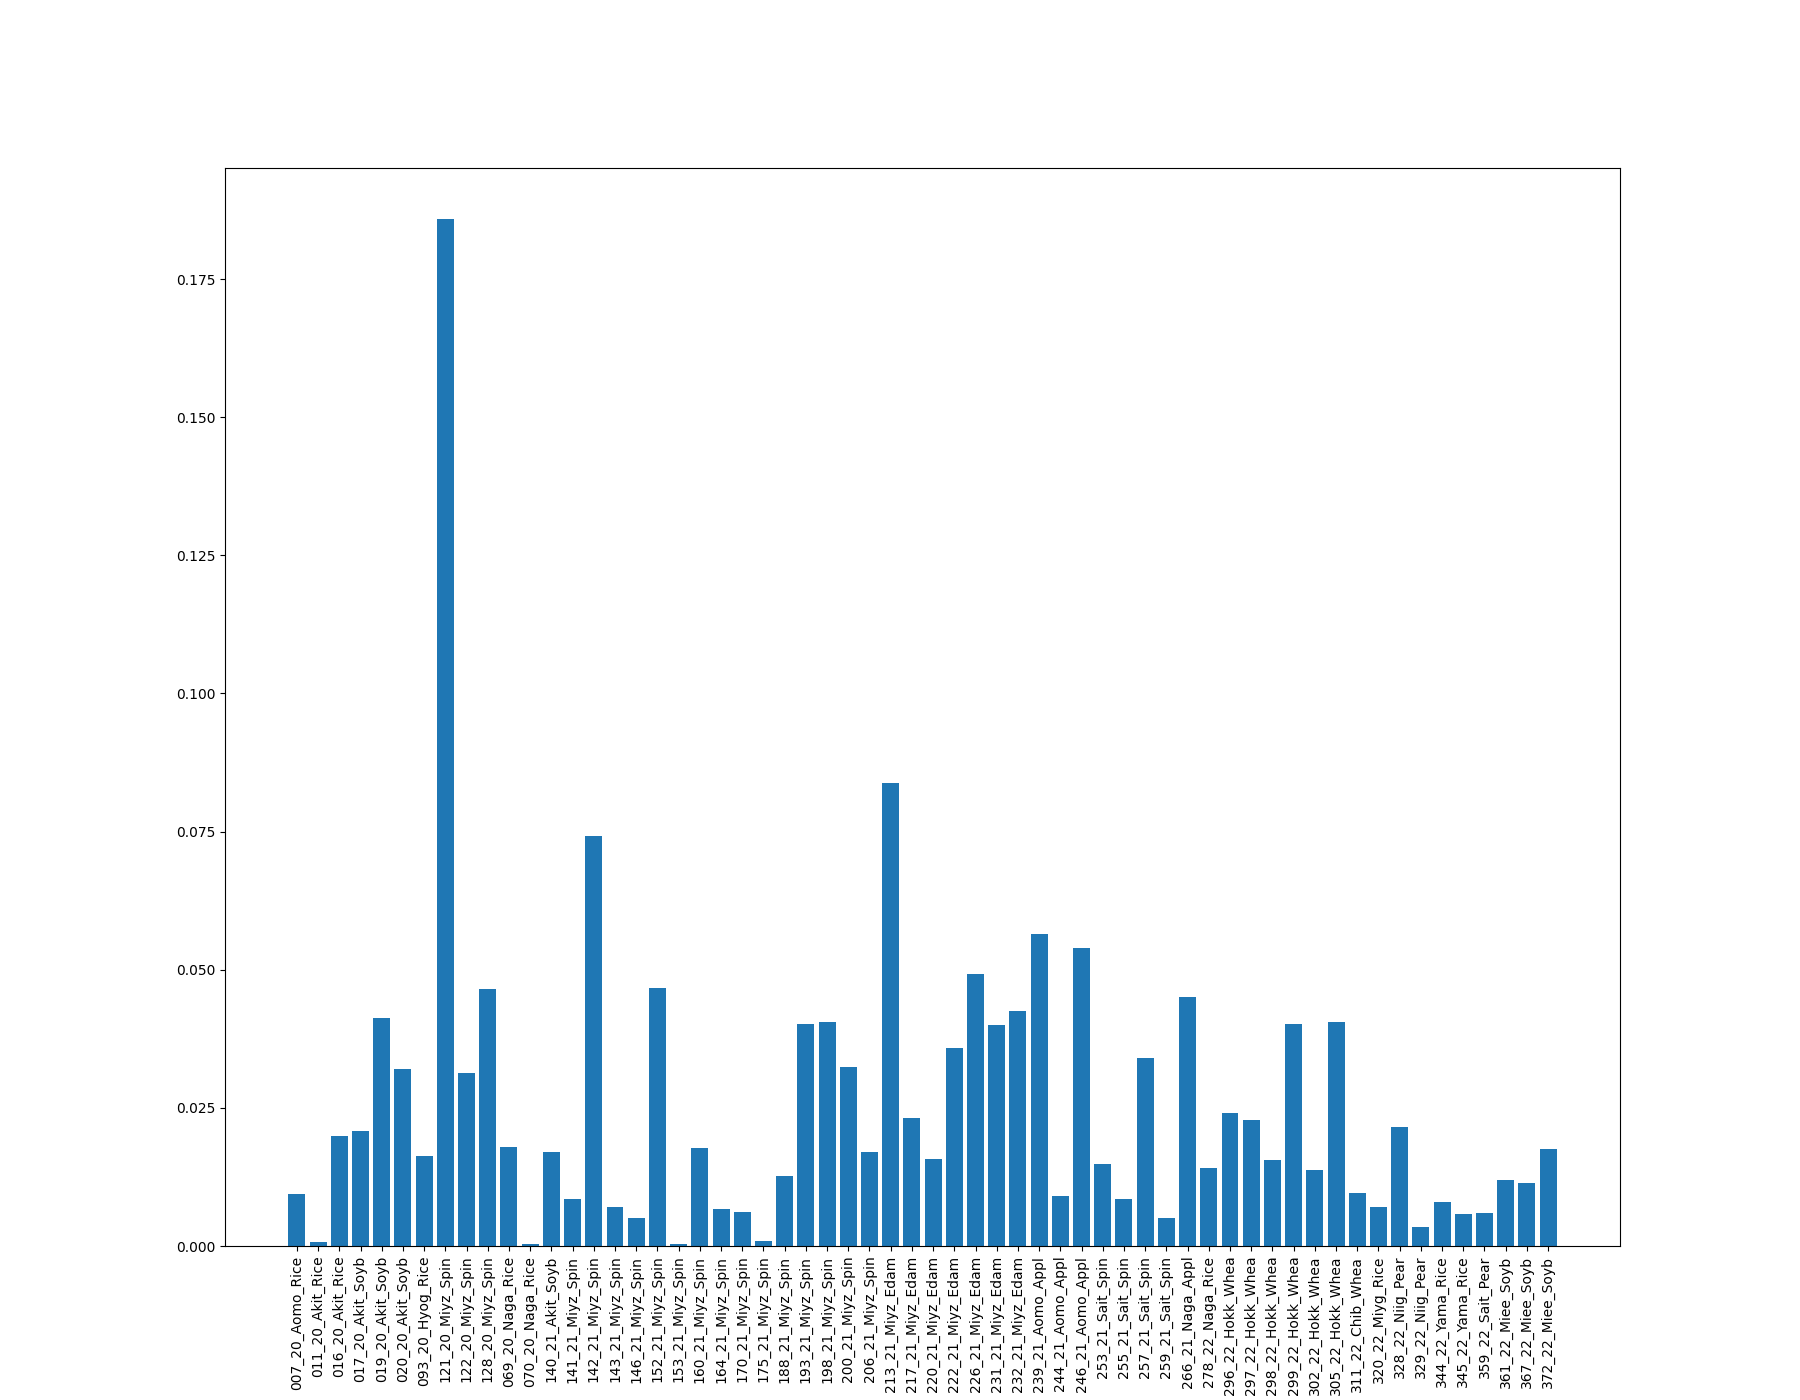 0.175
0.150
0.125
0.100
0.075
0.050
0.025
0.000
007_20_Aomo_Rice
011_20_Akit_Rice
016_20_Akit_Rice
017_20_Akit_Soyb
019_20_Akit_Soyb
020_20_Akit_Soyb
093_20_Hyog_Rice
121_20_Miyz_Spin
122_20_Miyz_Spin
128_20_Miyz_Spin
069_20_Naga_Rice
070_20_Naga_Rice
140_21_Akit_Soyb
141_21_Miyz_Spin
142_21_Miyz_Spin
143_21_Miyz_Spin
146_21_Miyz_Spin
152_21_Miyz_Spin
153_21_Miyz_Spin
160_21_Miyz_Spin
164_21_Miyz_Spin
170_21_Miyz_Spin
175_21_Miyz_Spin
188_21_Miyz_Spin
193_21_Miyz_Spin
198_21_Miyz_Spin
200_21_Miyz_Spin
206_21_Miyz_Spin
213_21_Miyz_Edam
217_21_Miyz_Edam
220_21_Miyz_Edam
222_21_Miyz_Edam
226_21_Miyz_Edam
231_21_Miyz_Edam
232_21_Miyz_Edam
239_21_Aomo_Appl
244_21_Aomo_Appl
246_21_Aomo_Appl
253_21_Sait_Spin
255_21_Sait_Spin
257_21_Sait_Spin
259_21_Sait_Spin
266_21_Naga_Appl
278_22_Naga_Rice
296_22_Hokk_Whea
297_22_Hokk_Whea
298_22_Hokk_Whea
299_22_Hokk_Whea
302_22_Hokk_Whea
305_22_Hokk_Whea
311_22_Chib_Whea
320_22_Miyg_Rice
328_22_Niig_Pear
329_22_Niig_Pear
344_22_Yama_Rice
345_22_Yama_Rice
359_22_Sait_Pear
361_22_Miee_Soyb
367_22_Miee_Soyb
372_22_Miee_Soyb